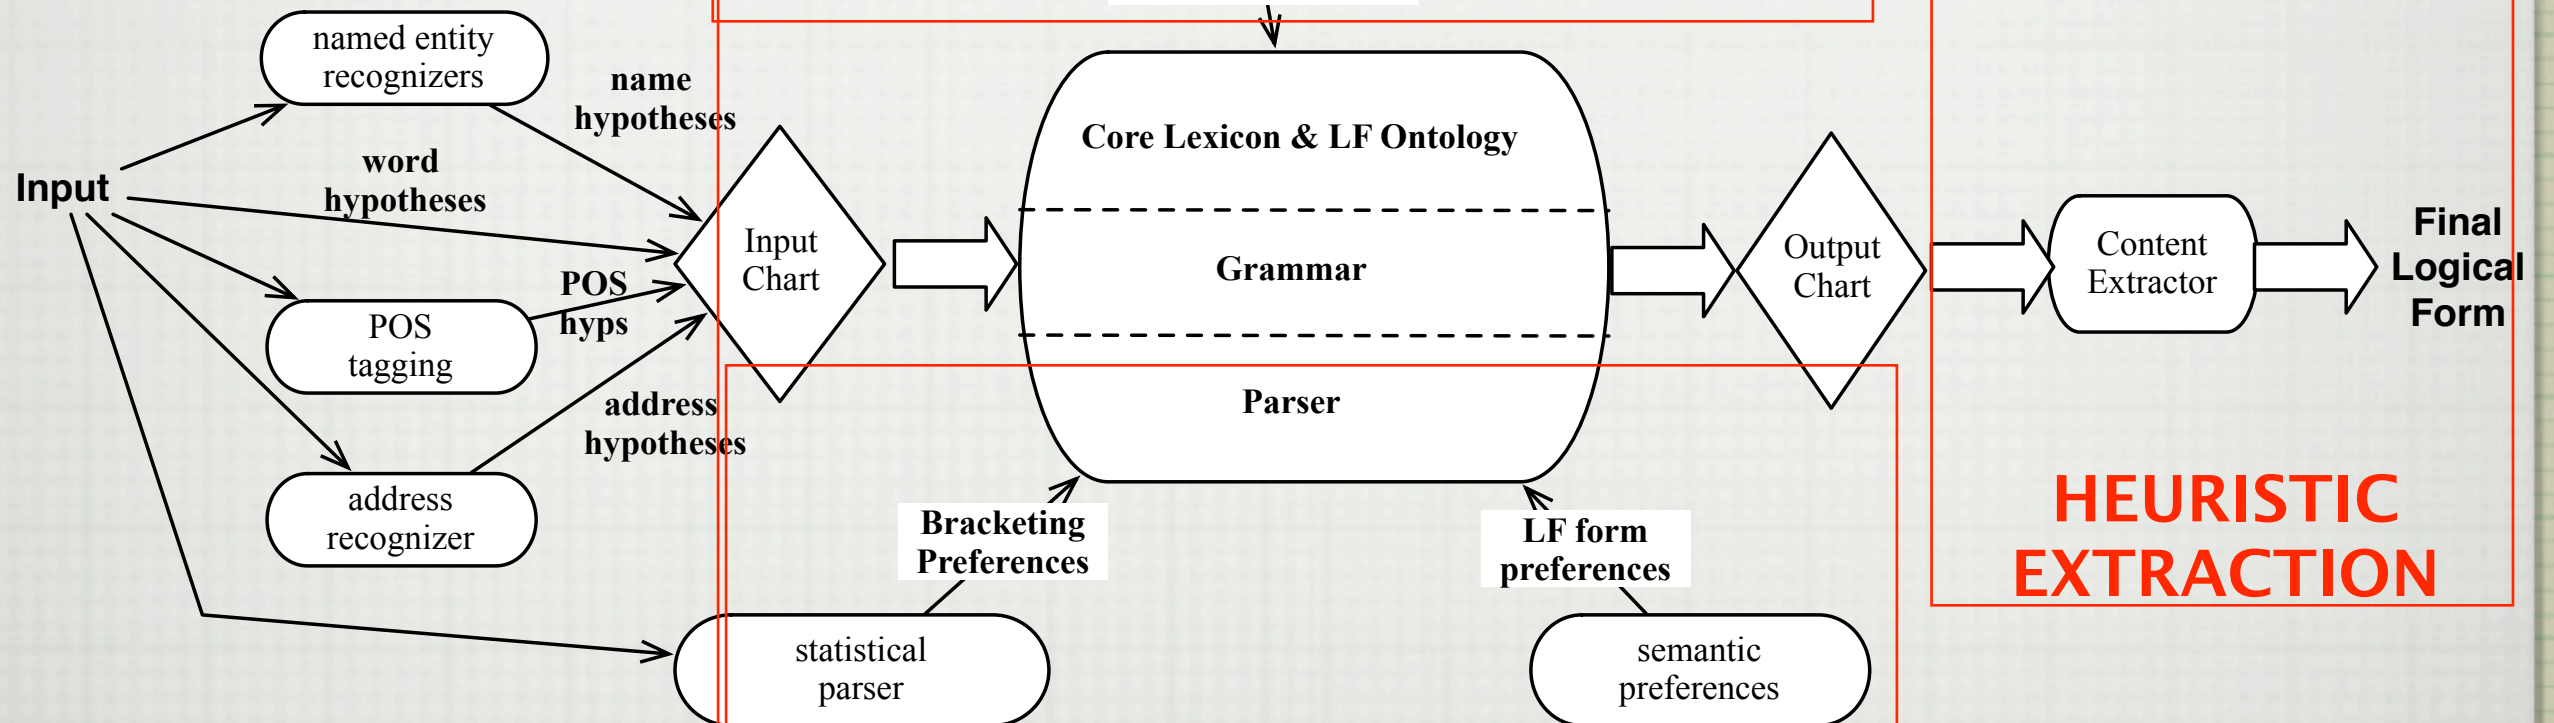 named entity
recognizers
name
hypotheses
word
hypotheses
Input
POS
hyps
POS
tagging
address
hypotheses
address
recognizer
Input
Chart
Core Lexicon & LF Ontology
Grammar
Parser
Bracketing
Preferences
LF form
preferences
statistical
parser
semantic
preferences
Output
Chart
Content
Extractor
Final
Logical
Form
HEURISTIC
EXTRACTION